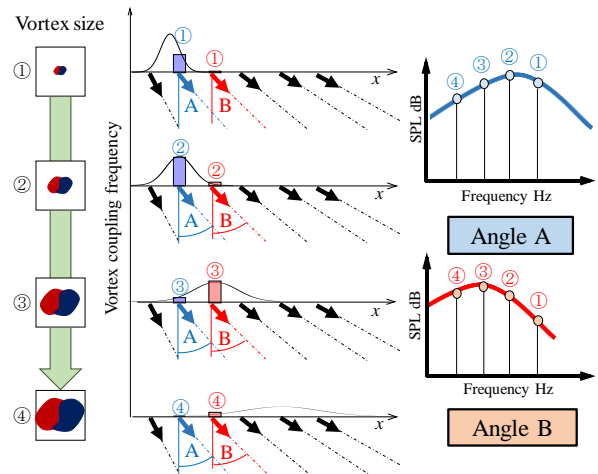 Vortex size
①
②
③
④
Vortex coupling frequency
① ① x
A B
② ② x
A B
③ ③ x
A B
④ ④ x
A B
SPL dB
④ ③ ② ①
Frequency Hz
Angle A
SPL dB
④ ③ ② ①
Frequency Hz
Angle B